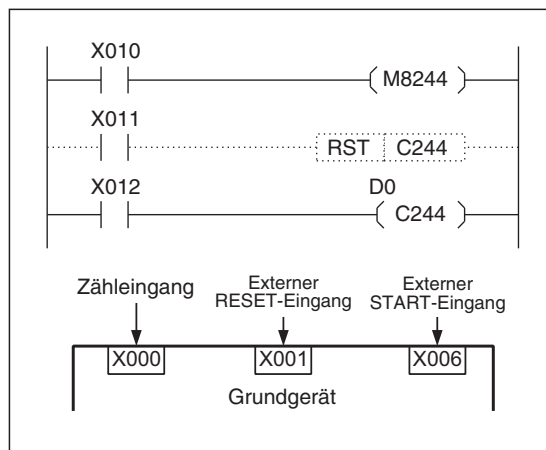 X010
M8244
X011
RST C244
X012 D0
C244
Zähleingang
Externer
RESET-Eingang
Externer
START-Eingang
X000 X001 X006
Grundgerät